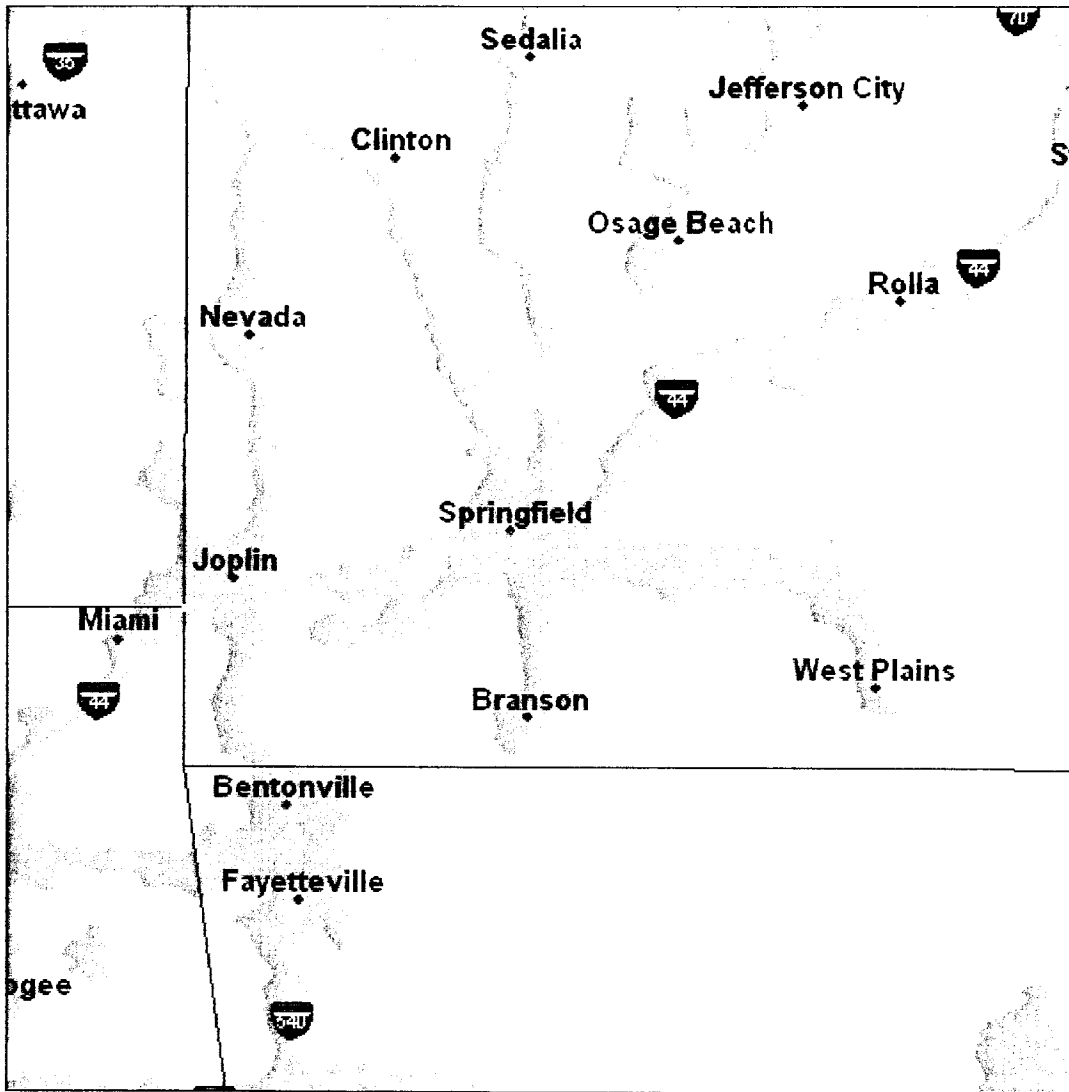 70
Sedalia
35
Jefferson City
ttawa
Clinton
S
Osage Beach
44
Rolla
Nevada
44
Springfield
Joplin
Miami
West Plains
44
Branson
Bentonville
Fayetteville
ogee
540